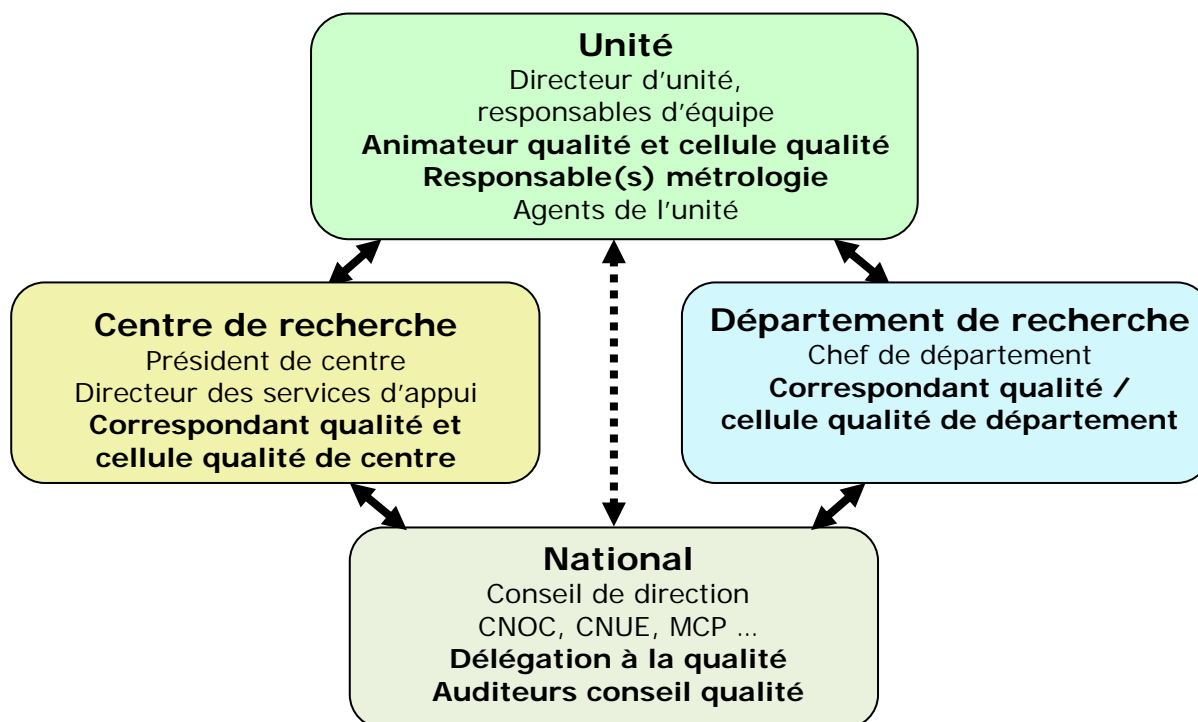 Unité
Directeur d'unité,
responsables d'équipe
Animateur qualité et cellule qualité
Responsable(s) métrologie
Agents de l'unité
Centre de recherche
Président de centre
Directeur des services d'appui
Correspondant qualité et
cellule qualité de centre
Département de recherche
Chef de département
Correspondant qualité /
cellule qualité de département
National
Conseil de direction
CNOC, CNUE, MCP ...
Délégation à la qualité
Auditeurs conseil qualité